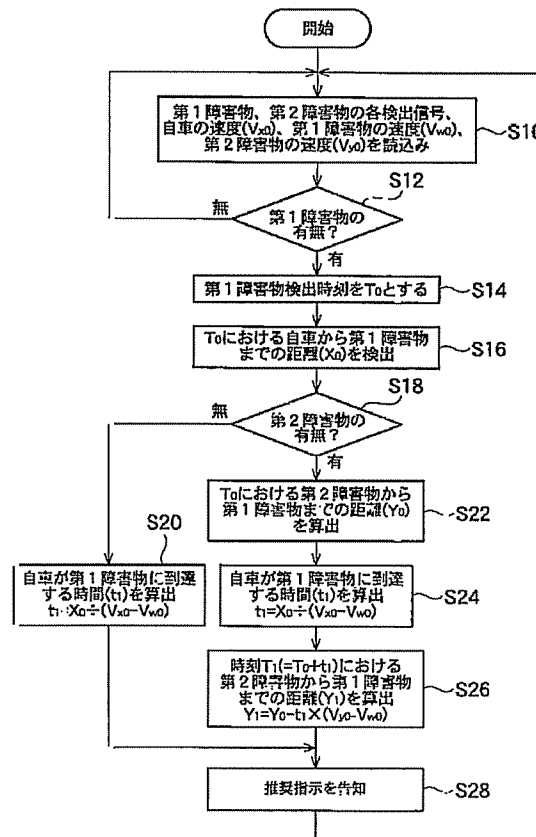 開始
第1障害物、第2障害物の各検出信号、
自車の速度(Vx0)、第1障害物の速度(Vw0)、
第2障害物の速度(Vy0)を読込み
S10
S12
第1障害物の
有無?
無
有
第1障害物検出時刻をT0とする
S14
T0における自車から第1障害物
までの距離(X0)を検出
S16
S18
第2障害物の
有無?
無
有
T0における第2障害物から
第1障害物までの距離(Y0)
を算出
S22
S20
自車が第1障害物に到達
する時間(t1)を算出
t1=X0÷(Vx0-Vw0)
自車が第1障害物に到達
する時間(t1)を算出
t1=X0÷(Vx0-Vw0)
S24
時刻T1(=T0+t1)における
第2障害物から第1障害物
までの距離(Y1)を算出
Y1=Y0-t1×(Vy0-Vw0)
S26
推奨指示を告知
S28